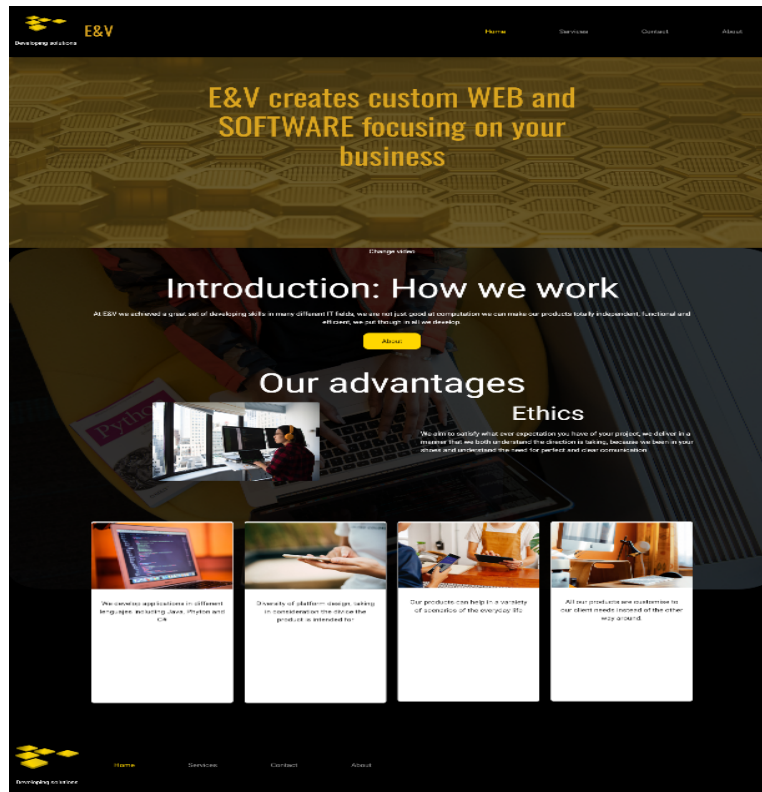 E&V
Home Services Contact About
Developing solutions
E&V creates custom WEB and
SOFTWARE focusing on your
business
Change video
Introduction: How we work
At E&V we achieved a great set of developing skills in many different IT fields, we are not just good at computation we can make our products totally independent, functional and
efficient, we put though in all we develop.
About
Our advantages
Python
Ethics
We aim to satisfy what ever expectation you have of your project, we deliver in a
manner that we both understand the direction is taking, because we been in your
shoes and understand the need for perfect and clear comunication
We develop applications in different
lenguajes including Java, Phyton and
C#
Diversity of platform design, taking
in consideration the divice the
product is intended for
Our products can help in a varaiety
of scenarios of the everyday life
All our products are customise to
our client needs instead of the other
way around.
Home Services Contact About
Developing solutions